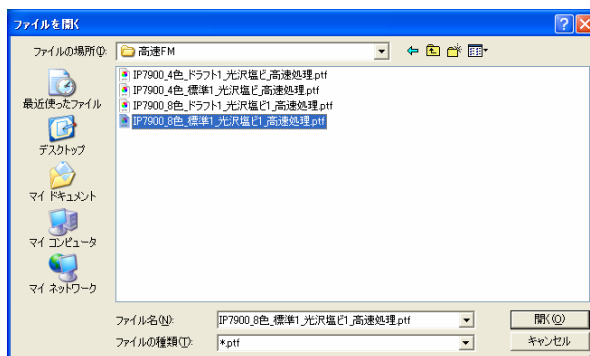 ファイルを開く
ファイルの場所(I):
高速FM
IP7900_4色_ドラフト1_光沢塩ビ_高速処理.ptf
IP7900_4色_標準1_光沢塩ビ_高速処理.ptf
IP7900_8色_ドラフト1_光沢塩ビ1_高速処理.ptf
IP7900_8色_標準1_光沢塩ビ1_高速処理.ptf
最近使ったファイル
デスクトップ
マイ ドキュメント
マイ コンピュータ
マイ ネットワーク
ファイル名(N):
IP7900_8色_標準1_光沢塩ビ1_高速処理.ptf
開く(O)
ファイルの種類(T):
*.ptf
キャンセル